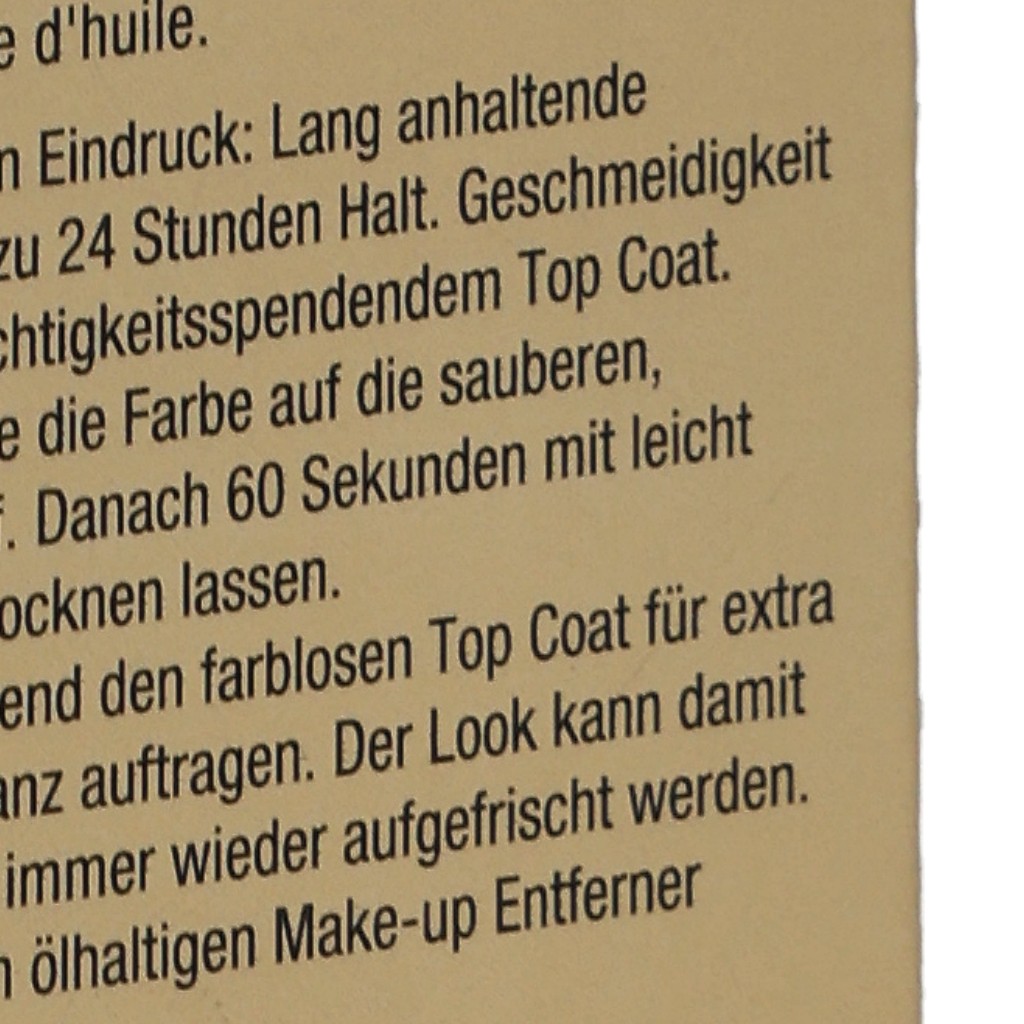 e d'huile.
n Eindruck: Lang anhaltende
zu 24 Stunden Halt. Geschmeidigkeit
chtigkeitsspendendem Top Coat.
e die Farbe auf die sauberen,
f. Danach 60 Sekunden mit leicht
ocknen lassen.
end den farblosen Top Coat für extra
anz auftragen. Der Look kann damit
immer wieder aufgefrischt werden.
n ölhaltigen Make-up Entferner